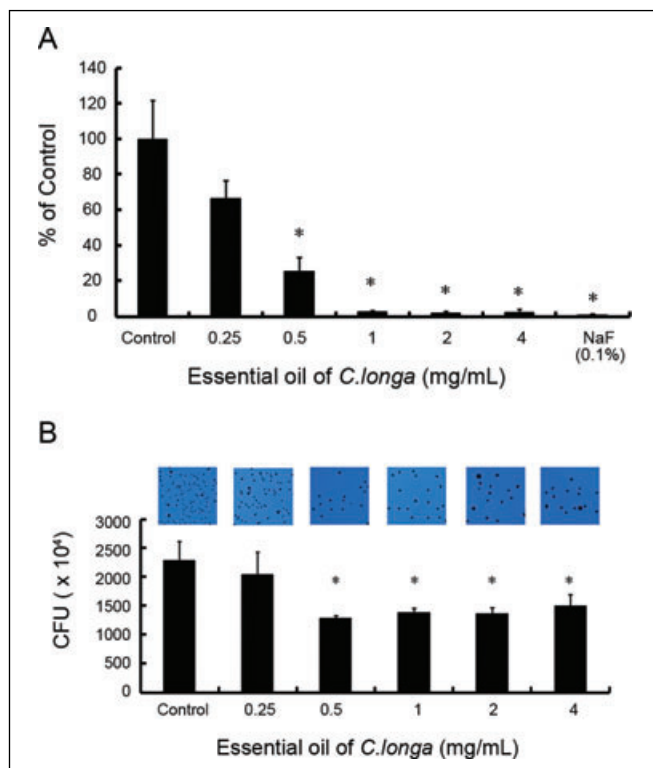 A
140
120
100
80
60
40
20
0
% of Control
* * * * *
Control 0.25 0.5 1 2 4 NaF
(0.1%)
Essential oil of C.longa (mg/mL)
B
3000
2500
2000
1500
1000
500
0
CFU ( x 10⁴)
* * * *
Control 0.25 0.5 1 2 4
Essential oil of C.longa (mg/mL)